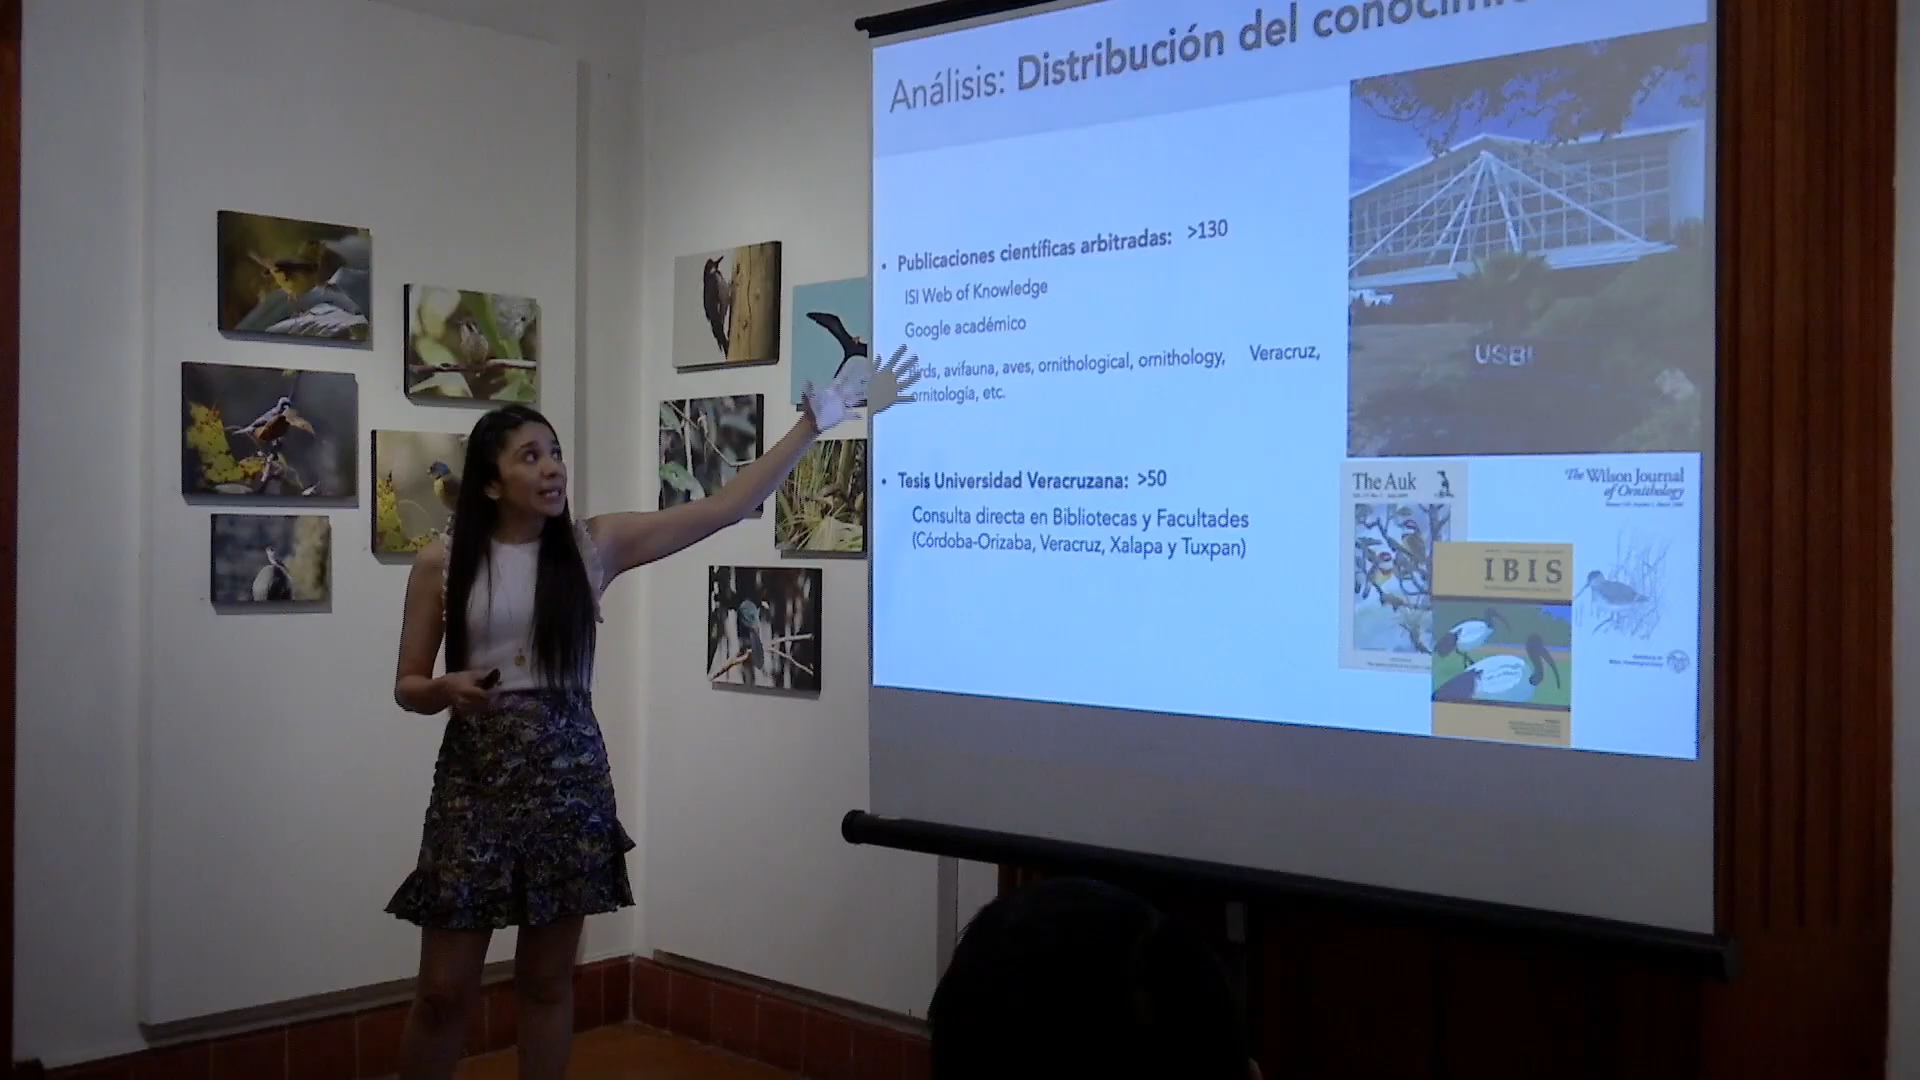 Análisis: Distribución del
• Publicaciones científicas arbitradas: >130
ISI Web of Knowledge
Google académico
avifauna, aves, ornithological, ornithology, Veracruz,
ornitología, etc.
• Tesis Universidad Veracruzana: >50
Consulta directa en Bibliotecas y Facultades
(Córdoba-Orizaba, Veracruz, Xalapa y Tuxpan)
USBI
The Auk
The Wilson Journal
of Ornithology
IBIS